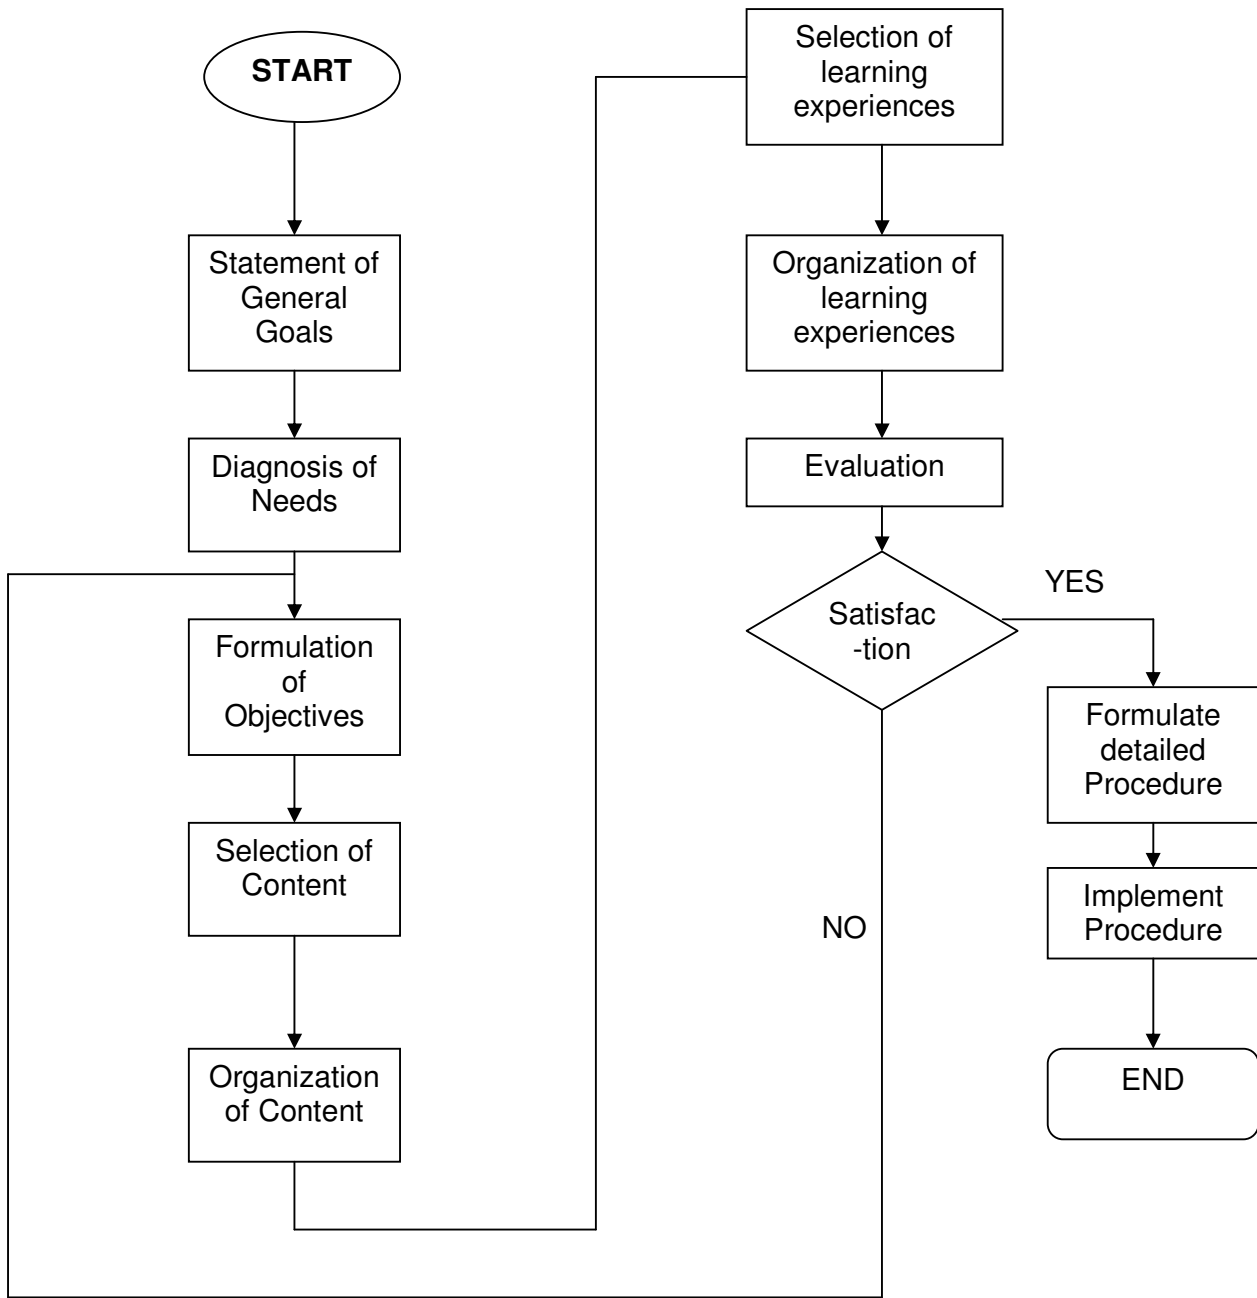 START
Statement of
General
Goals
Diagnosis of
Needs
Formulation
of
Objectives
Selection of
Content
Organization
of Content
Selection of
learning
experiences
Organization of
learning
experiences
Evaluation
Satisfac
-tion
YES
NO
Formulate
detailed
Procedure
Implement
Procedure
END